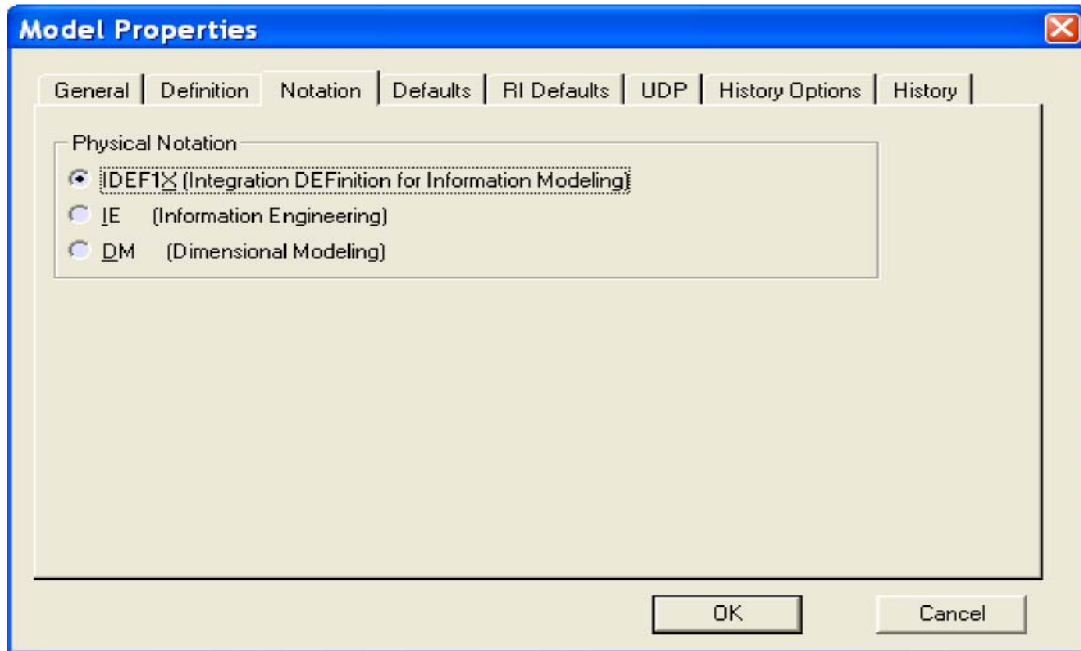 Model Properties
General Definition Notation Defaults RI Defaults UDP History Options History
Physical Notation
IDEF1X (Integration DEFinition for Information Modeling)
IE (Information Engineering)
DM (Dimensional Modeling)
OK Cancel